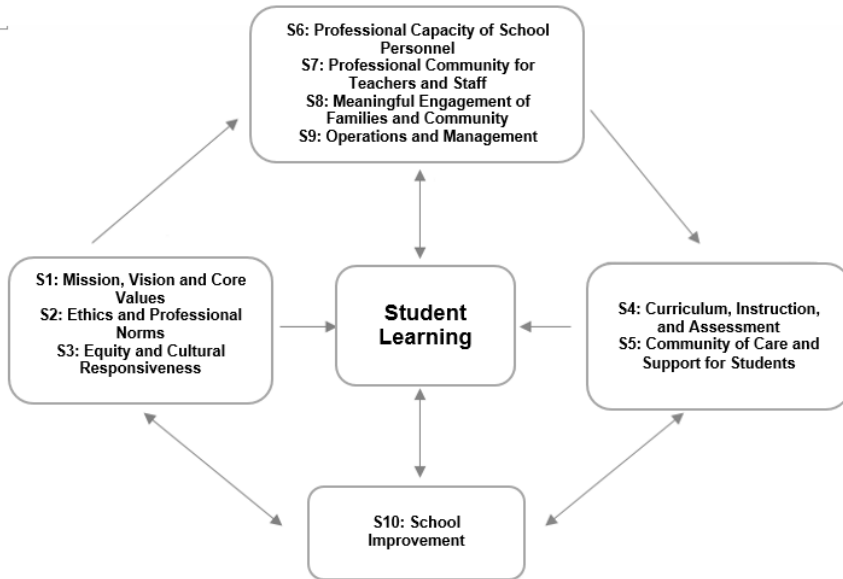 S6: Professional Capacity of School
Personnel
S7: Professional Community for
Teachers and Staff
S8: Meaningful Engagement of
Families and Community
S9: Operations and Management
S1: Mission, Vision and Core
Values
S2: Ethics and Professional
Norms
S3: Equity and Cultural
Responsiveness
Student
Learning
S4: Curriculum, Instruction,
and Assessment
S5: Community of Care and
Support for Students
S10: School
Improvement